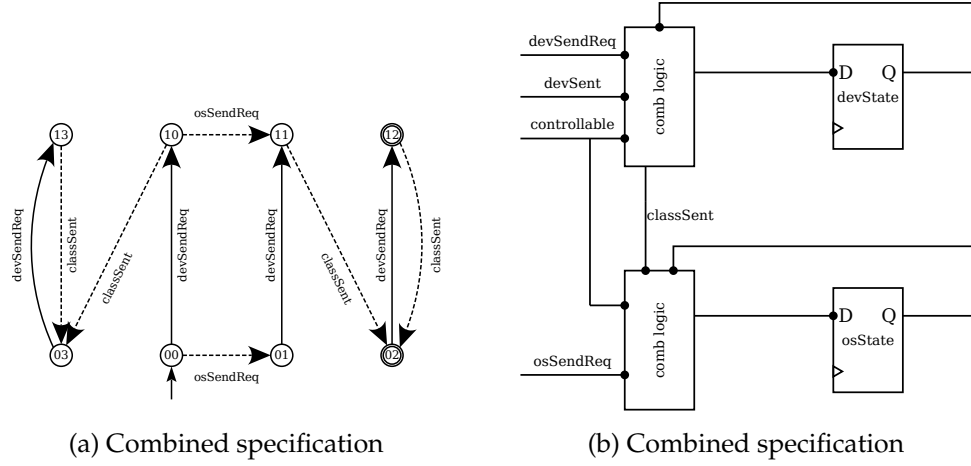 osSendReq
13
10
11
12
devSendReq
classSent
classSent
devSendReq
devSendReq
classSent
devSendReq
classSent
03
00
01
02
osSendReq
(a) Combined specification
devSendReq
devSent
controllable
comb logic
D Q
devState
classSent
comb logic
osSendReq
D Q
osState
(b) Combined specification